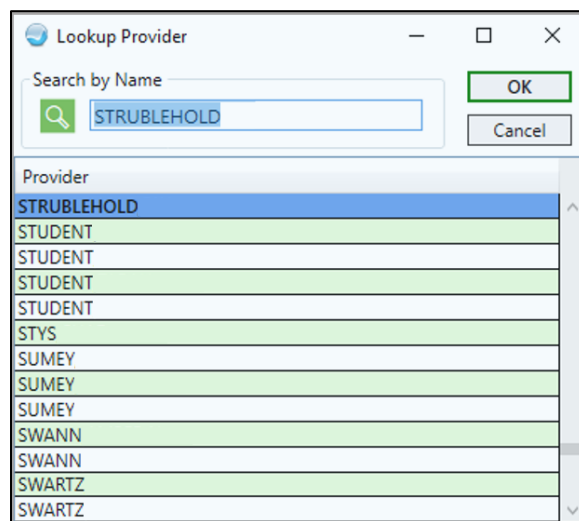 Lookup Provider
Search by Name
STRUBLEHOLD
OK
Cancel
Provider
STRUBLEHOLD
STUDENT
STUDENT
STUDENT
STUDENT
STYS
SUMEY
SUMEY
SUMEY
SWANN
SWANN
SWARTZ
SWARTZ